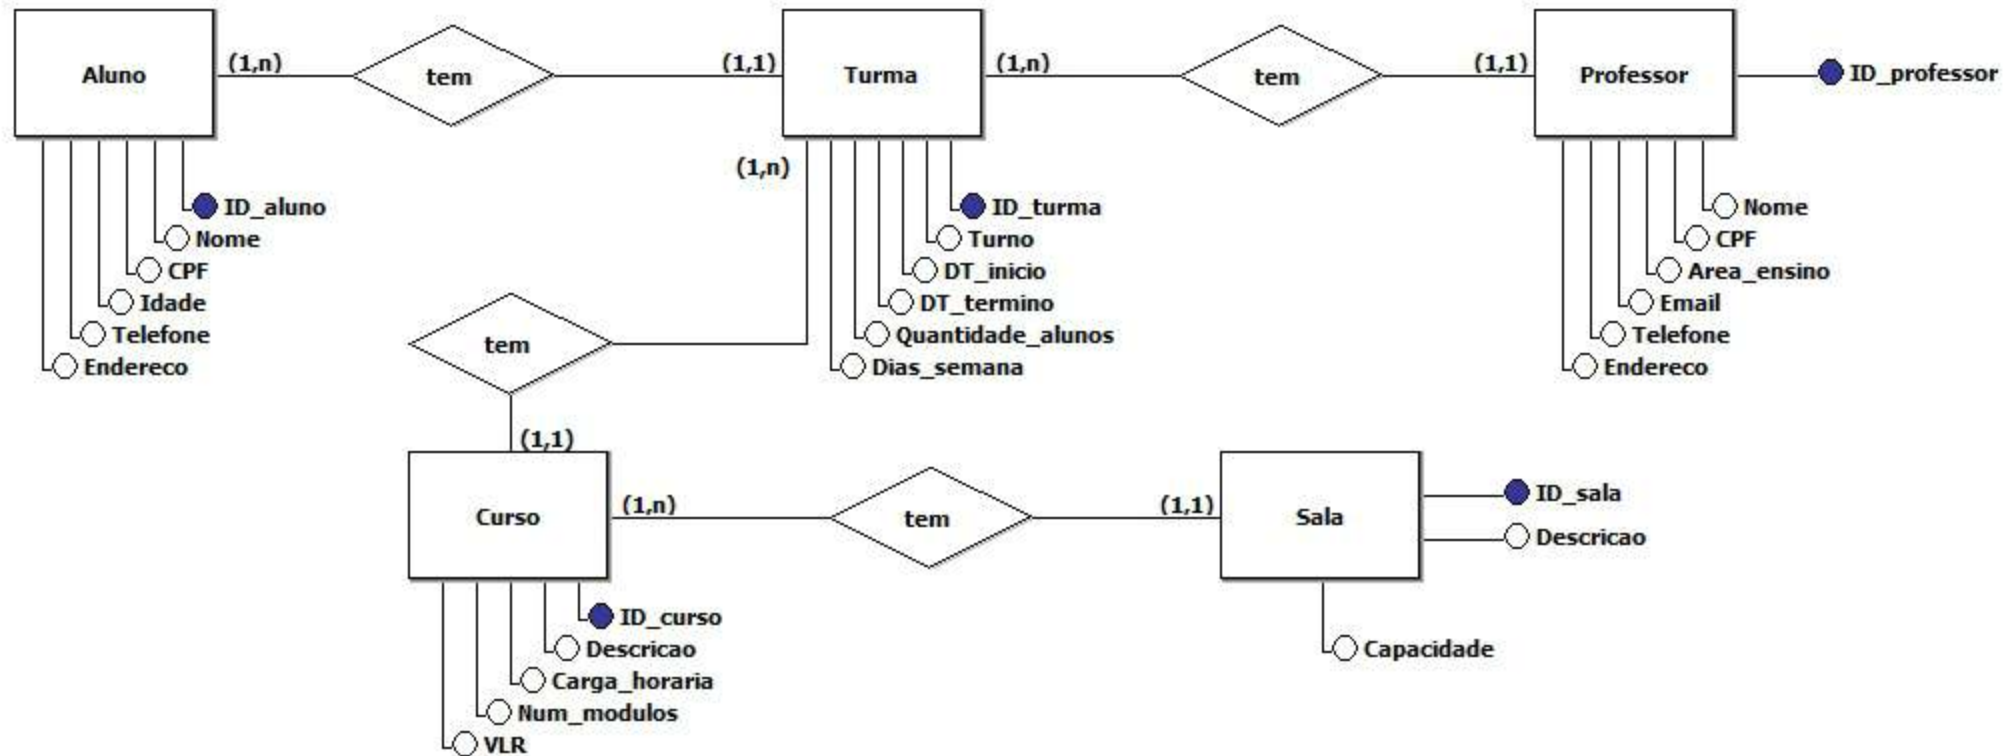 Aluno
(1,n)
tem
(1,1)
Turma
(1,n)
tem
(1,1)
Professor
ID_professor
(1,n)
ID_aluno
Nome
CPF
Idade
Telefone
Endereco
ID_turma
Turno
DT_inicio
DT_termino
Quantidade_alunos
Dias_semana
Nome
CPF
Area_ensino
Email
Telefone
Endereco
tem
(1,1)
Curso
(1,n)
tem
(1,1)
Sala
ID_sala
Descricao
ID_curso
Descricao
Carga_horaria
Num_modulos
VLR
Capacidade